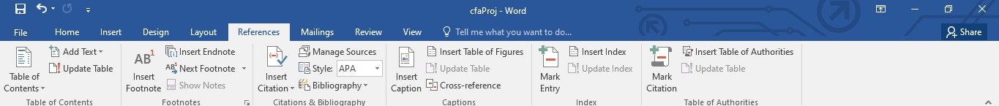 cfaProj - Word
File Home Insert Design Layout References Mailings Review View Tell me what you want to do... Share
Table of Contents
Add Text
Update Table
Table of Contents
AB1
Insert Footnote
Insert Endnote
AB1 Next Footnote
Show Notes
Footnotes
Insert Citation
Manage Sources
Style: APA
Bibliography
Citations & Bibliography
Insert Caption
Insert Table of Figures
Update Table
Cross-reference
Captions
Mark Entry
Insert Index
Update Index
Index
Mark Citation
Insert Table of Authorities
Update Table
Table of Authorities